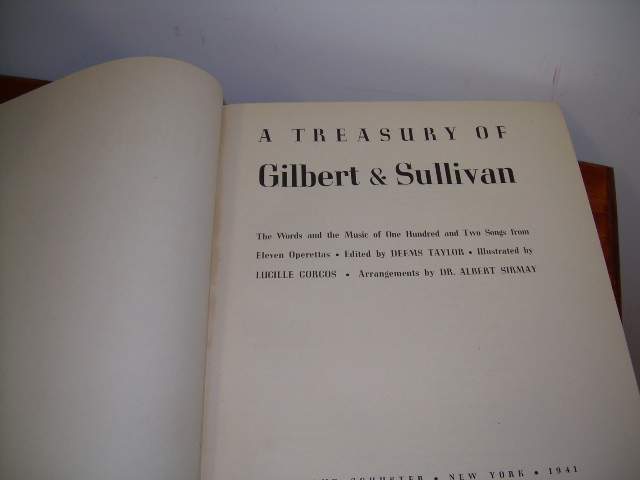 A TREASURY OF
Gilbert & Sullivan
The Words and the Music of One Hundred and Two Songs from
Eleven Operettas • Edited by DEEMS TAYLOR • Illustrated by
LUCILLE CORCOS • Arrangements by DR. ALBERT SIRMAY
SCHUSTER • NEW YORK • 1941